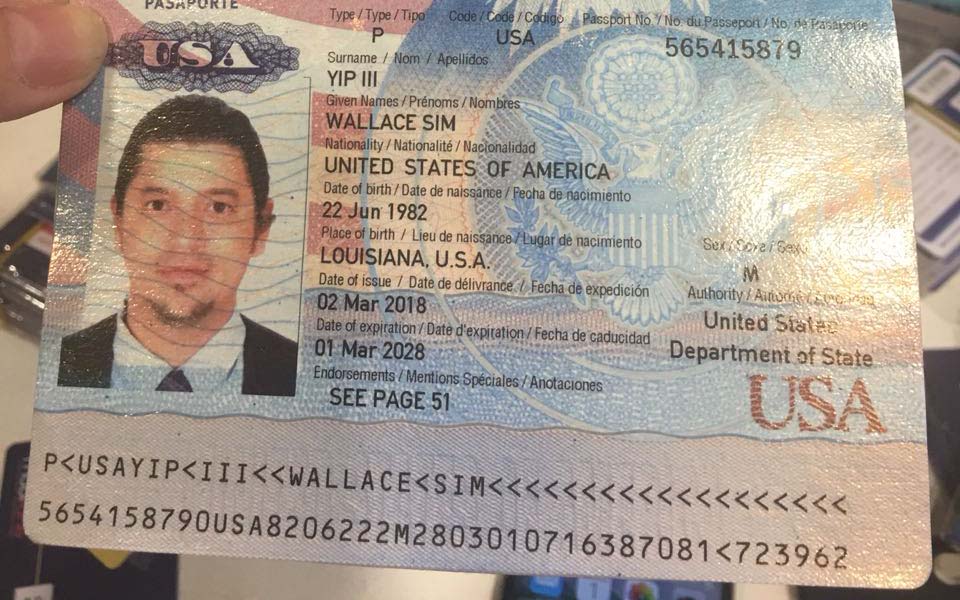 PASAPORTE
USA
Type / Type / Tipo Code / Code / Codigo Passport No. / No. du Passeport / No. de Pasaporte
P USA 565415879
Surname / Nom / Apellidos
YIP III
Given Names / Prénoms / Nombres
WALLACE SIM
Nationality / Nationalité / Nacionalidad
UNITED STATES OF AMERICA
Date of birth / Date de naissance / Fecha de nacimiento
22 Jun 1982
Place of birth / Lieu de naissance / Lugar de nacimiento
LOUISIANA, U.S.A.
Sex / Sexe / Sexo
M
Date of issue / Date de délivrance / Fecha de expedición
02 Mar 2018
Authority / Autorité /
Date of expiration / Date d'expiration / Fecha de caducidad
01 Mar 2028
United States
Department of State
Endorsements / Mentions Spéciales / Anotaciones
SEE PAGE 51
USA
P<USAYIP<III<<WALLACE<SIM<<<<<<<<<<<<<<<<<<<
5654158790USA8206222M2803010716387081<723962